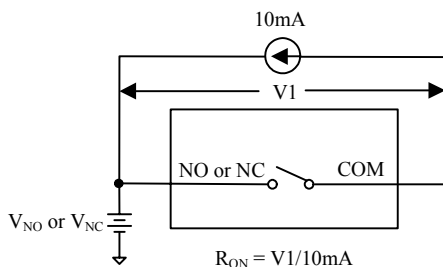 10mA
V1
NO or NC
COM
V_NO or V_NC
R_ON = V1/10mA